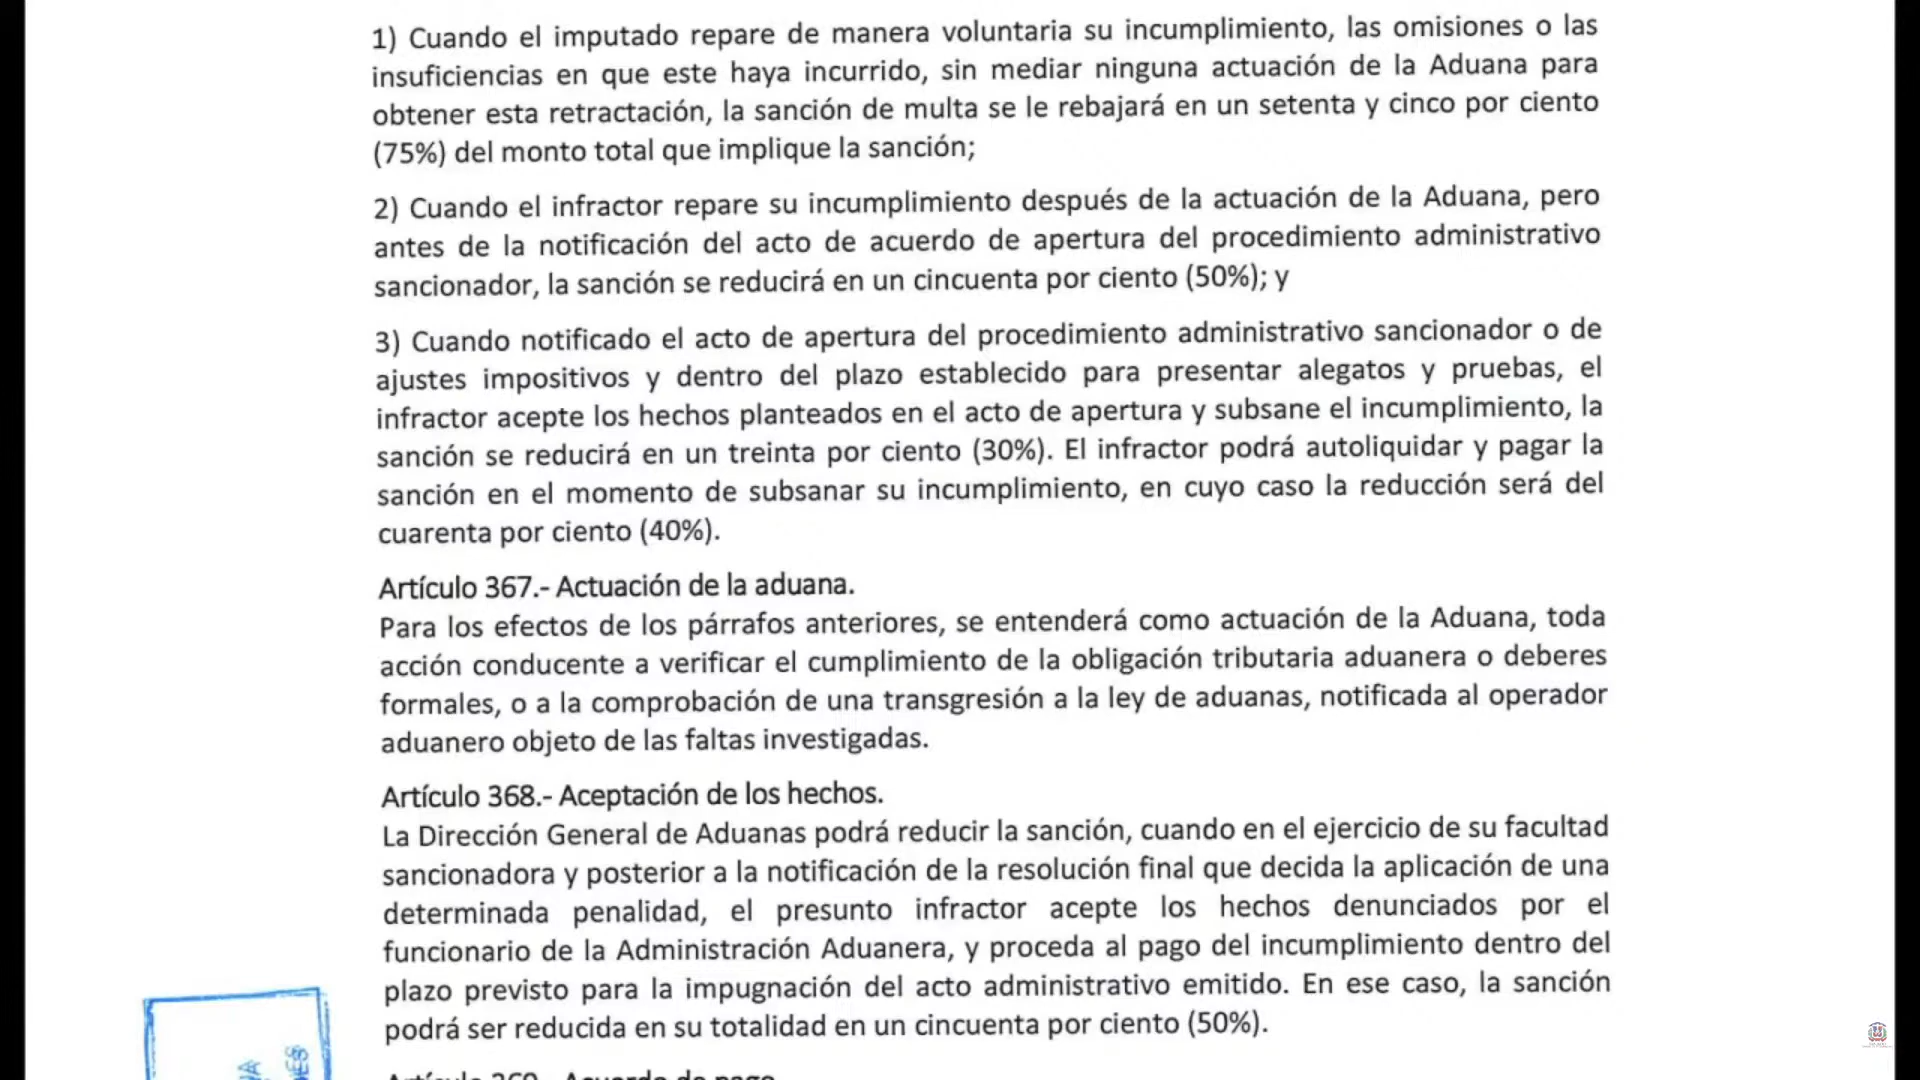 1) Cuando el imputado repare de manera voluntaria su incumplimiento, las omisiones o las
insuficiencias en que este haya incurrido, sin mediar ninguna actuación de la Aduana para
obtener esta retractación, la sanción de multa se le rebajará en un setenta y cinco por ciento
(75%) del monto total que implique la sanción;
2) Cuando el infractor repare su incumplimiento después de la actuación de la Aduana, pero
antes de la notificación del acto de acuerdo de apertura del procedimiento administrativo
sancionador, la sanción se reducirá en un cincuenta por ciento (50%); y
3) Cuando notificado el acto de apertura del procedimiento administrativo sancionador o de
ajustes impositivos y dentro del plazo establecido para presentar alegatos y pruebas, el
infractor acepte los hechos planteados en el acto de apertura y subsane el incumplimiento, la
sanción se reducirá en un treinta por ciento (30%). El infractor podrá autoliquidar y pagar la
sanción en el momento de subsanar su incumplimiento, en cuyo caso la reducción será del
cuarenta por ciento (40%).
Artículo 367.- Actuación de la aduana.
Para los efectos de los párrafos anteriores, se entenderá como actuación de la Aduana, toda
acción conducente a verificar el cumplimiento de la obligación tributaria aduanera o deberes
formales, o a la comprobación de una transgresión a la ley de aduanas, notificada al operador
aduanero objeto de las faltas investigadas.
Artículo 368.- Aceptación de los hechos.
La Dirección General de Aduanas podrá reducir la sanción, cuando en el ejercicio de su facultad
sancionadora y posterior a la notificación de la resolución final que decida la aplicación de una
determinada penalidad, el presunto infractor acepte los hechos denunciados por el
funcionario de la Administración Aduanera, y proceda al pago del incumplimiento dentro del
plazo previsto para la impugnación del acto administrativo emitido. En ese caso, la sanción
podrá ser reducida en su totalidad en un cincuenta por ciento (50%).
Artículo 369.- Acuerdo de pago.